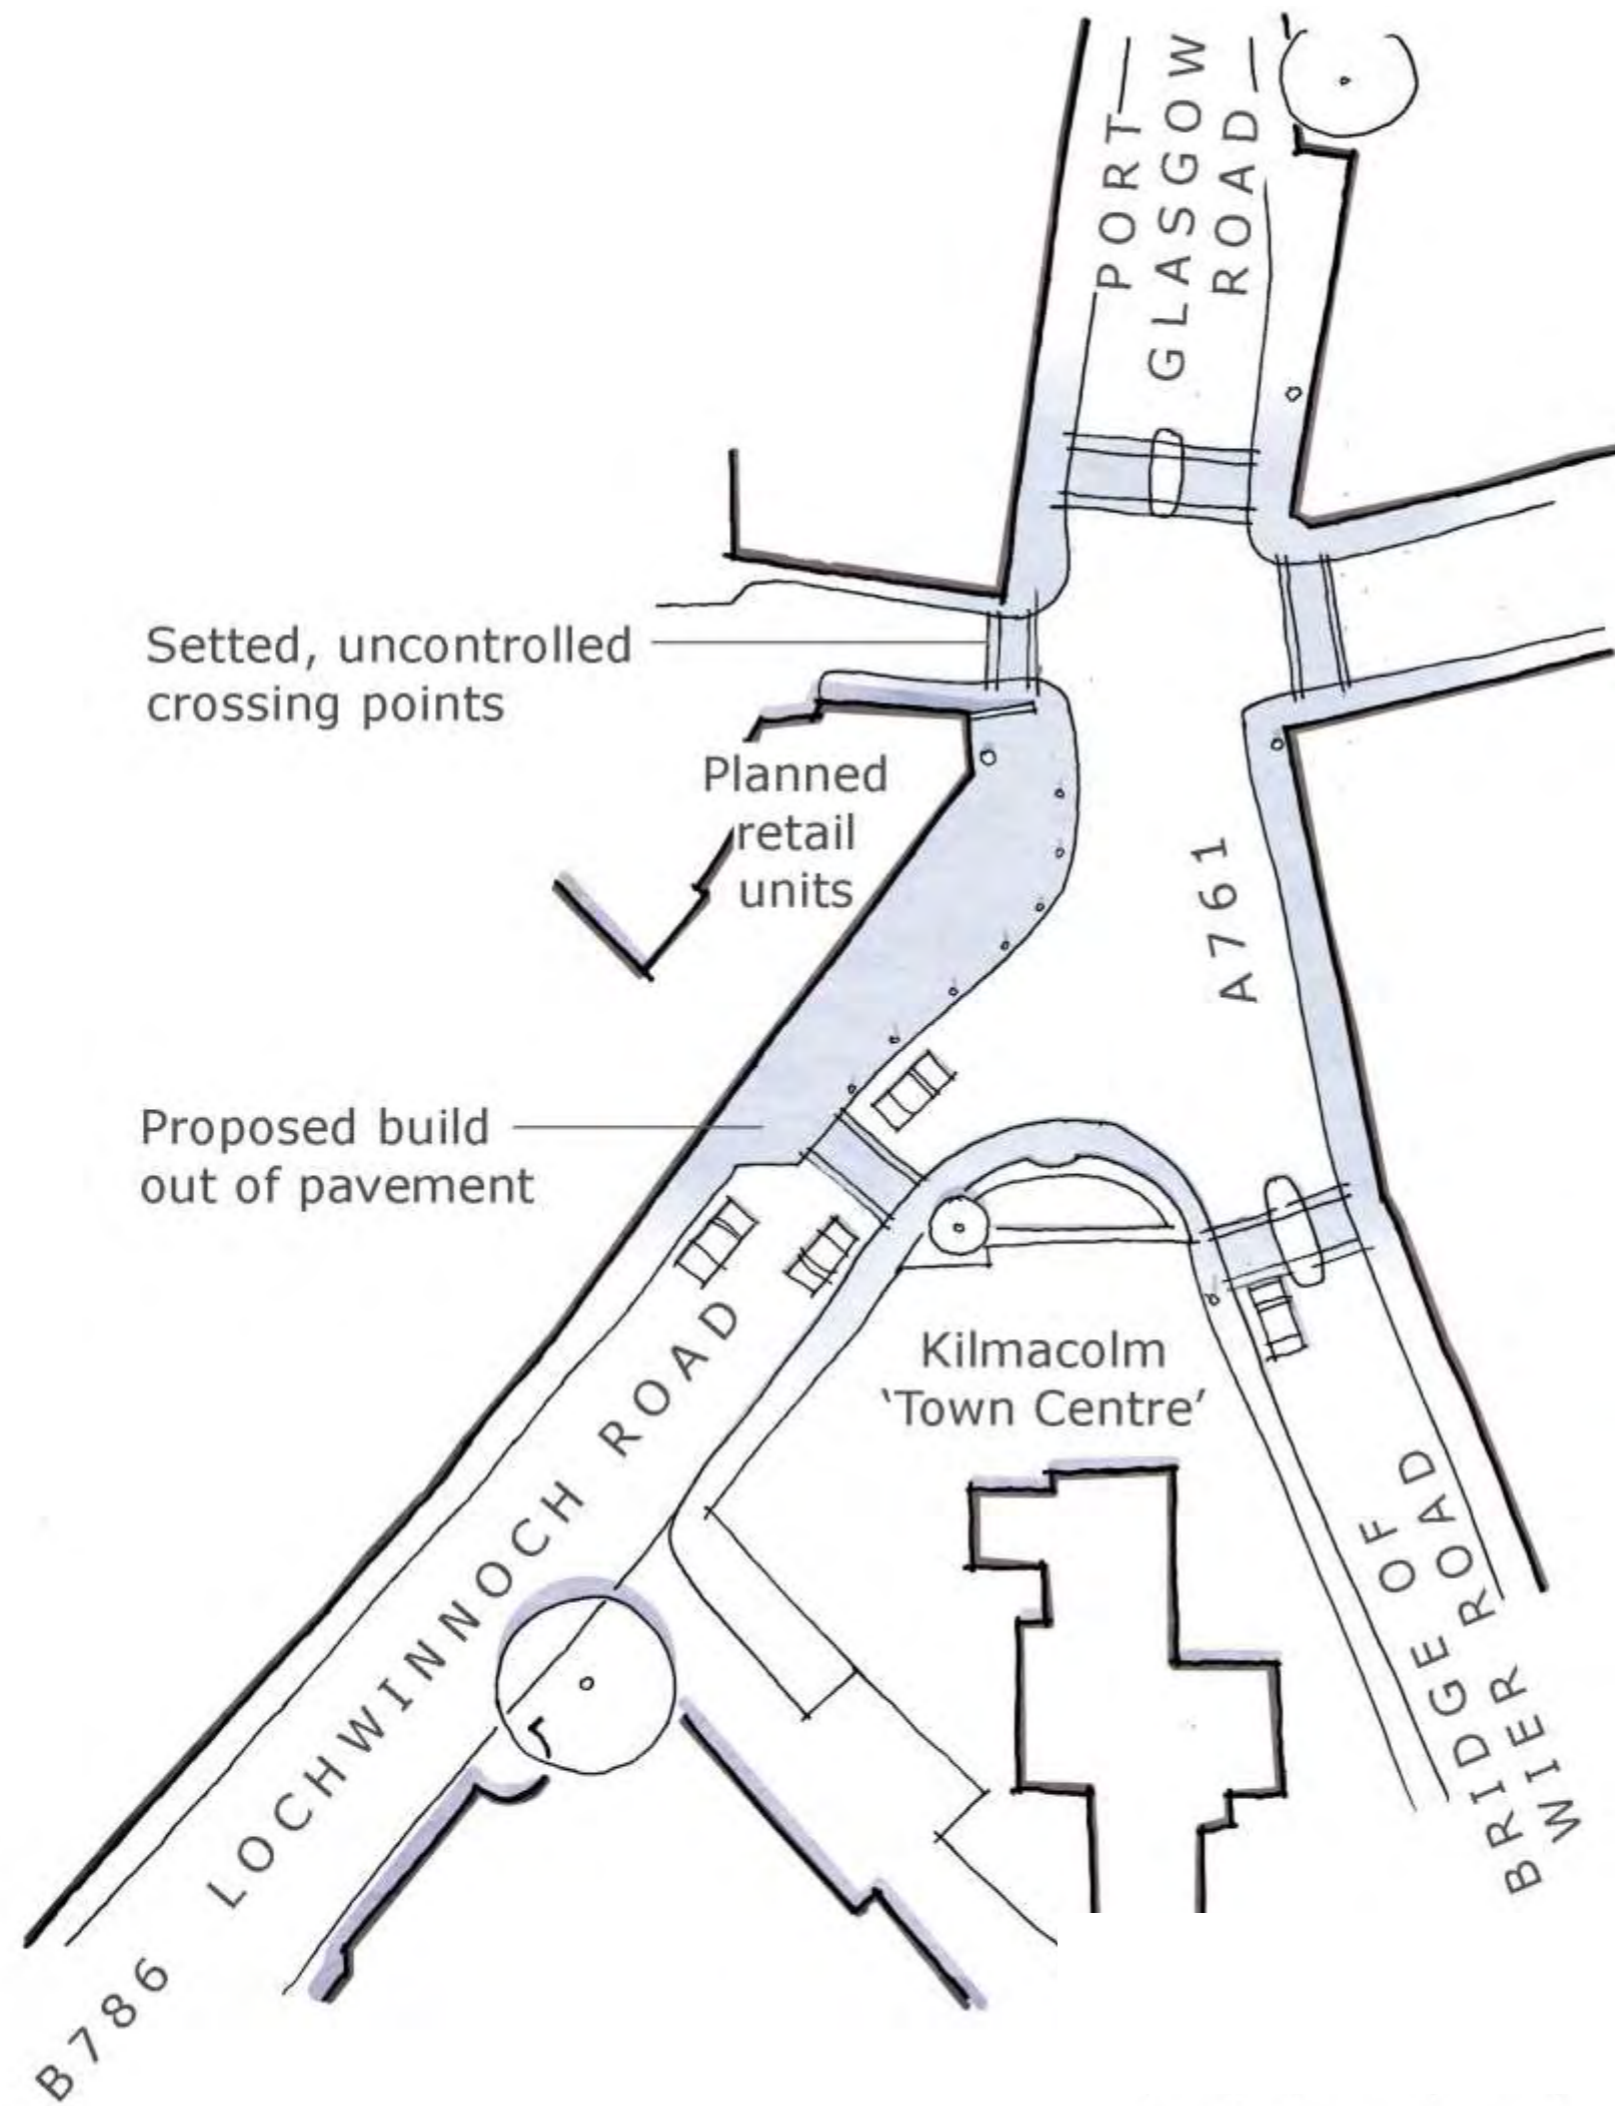 PORT
GLASGOW
ROAD
Setted, uncontrolled
crossing points
Planned
retail
units
A761
Proposed build
out of pavement
Kilmacolm
‘Town Centre’
B786 LOCHWINNOCH ROAD
BRIDGE OF
WIER ROAD